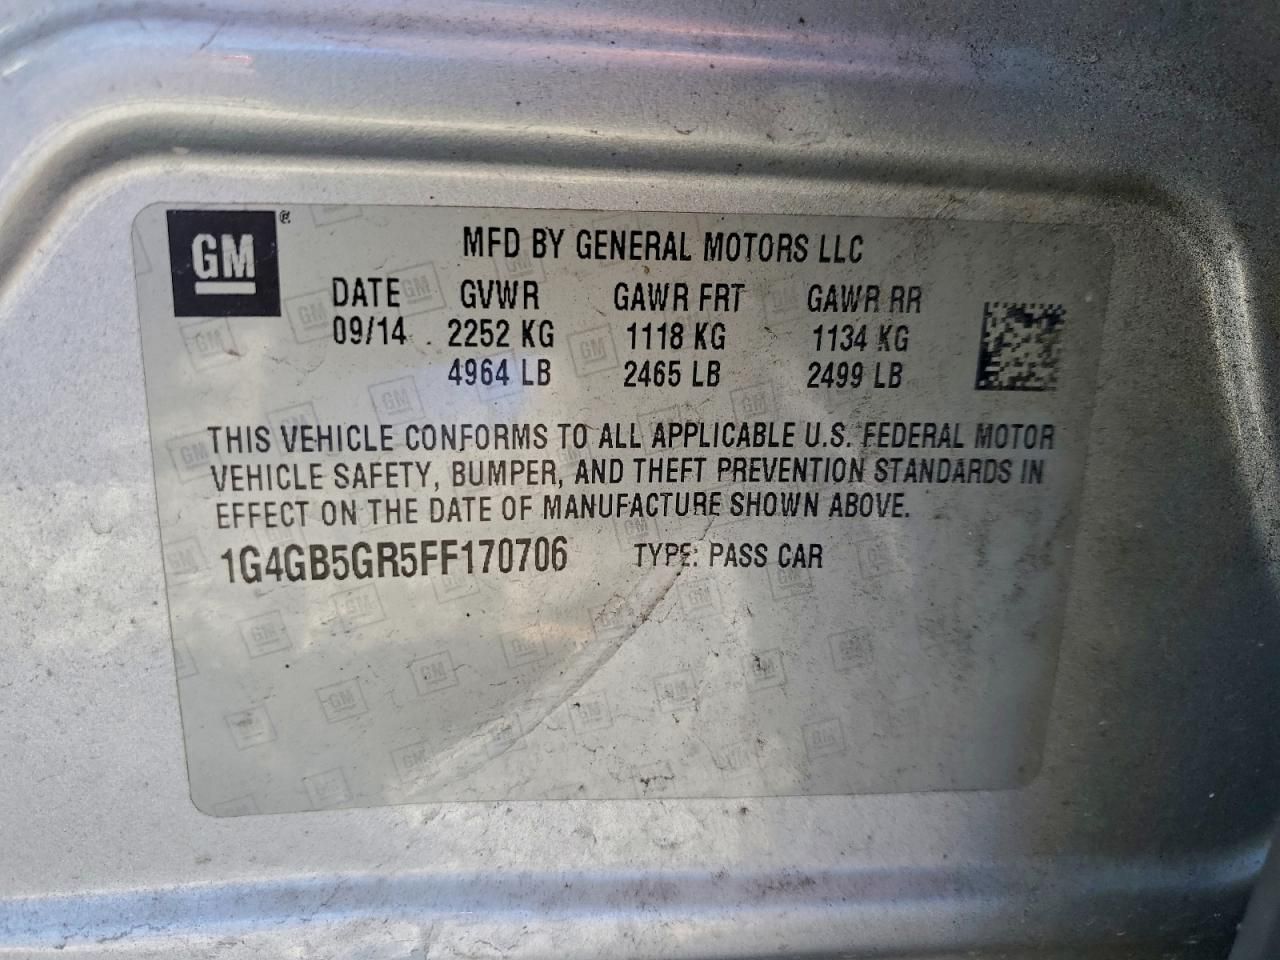 GM®
MFD BY GENERAL MOTORS LLC
DATE GVWR GAWR FRT GAWR RR
09/14 2252 KG 1118 KG 1134 KG
4964 LB 2465 LB 2499 LB
THIS VEHICLE CONFORMS TO ALL APPLICABLE U.S. FEDERAL MOTOR
VEHICLE SAFETY, BUMPER, AND THEFT PREVENTION STANDARDS IN
EFFECT ON THE DATE OF MANUFACTURE SHOWN ABOVE.
1G4GB5GR5FF170706 TYPE: PASS CAR